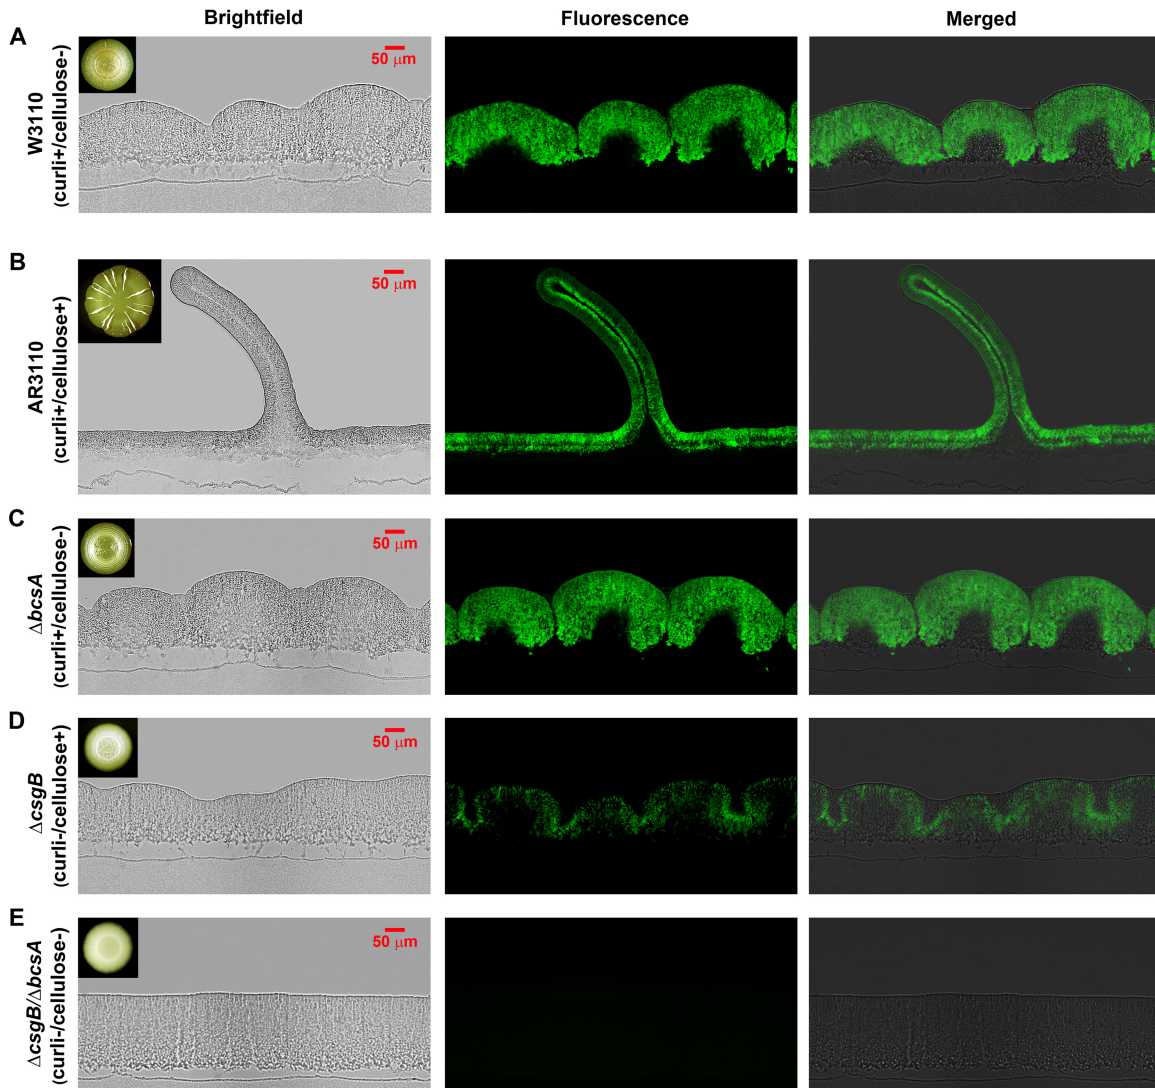 Brightfield
Fluorescence
Merged
A
W3110
(curli+/cellulose-)
50 μm
B
AR3110
(curli+/cellulose+)
50 μm
C
ΔbcsA
(curli+/cellulose-)
50 μm
D
ΔcsgB
(curli-/cellulose+)
50 μm
E
ΔcsgB/ΔbcsA
(curli-/cellulose-)
50 μm